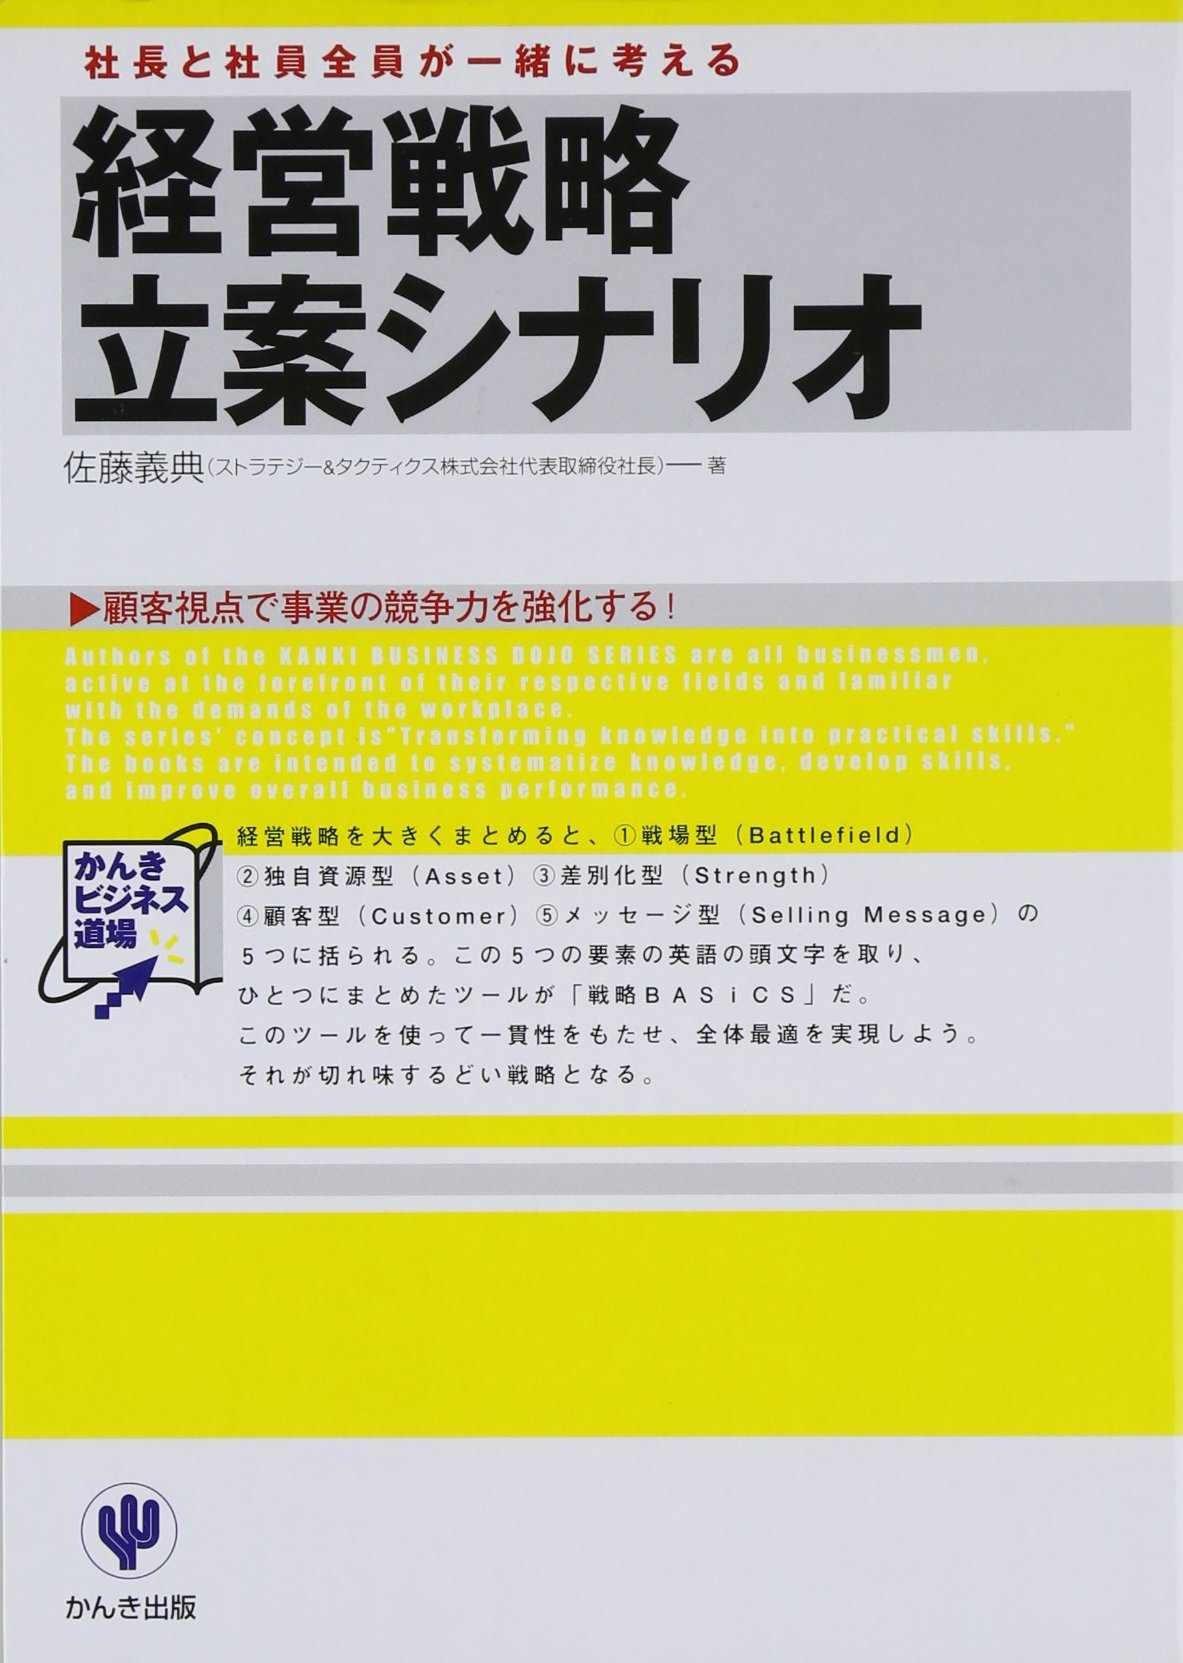 社長と社員全員が一緒に考える
経営戦略
立案シナリオ
佐藤義典(ストラテジー&タクティクス株式会社代表取締役社長)── 著
▶顧客視点で事業の競争力を強化する!
Authors of the KANKI BUSINESS DOJO SERIES are all businessmen,
active at the forefront of their respective fields and familiar
with the demands of the workplace.
The series' concept is"Transforming knowledge into practical skills."
The books are intended to systematize knowledge, develop skills,
and improve overall business performance.
かんき
ビジネス
道場
経営戦略を大きくまとめると、①戦場型(Battlefield)
②独自資源型(Asset)③差別化型(Strength)
④顧客型(Customer)⑤メッセージ型(Selling Message)の
5つに括られる。この5つの要素の英語の頭文字を取り、
ひとつにまとめたツールが「戦略BASiCS」だ。
このツールを使って一貫性をもたせ、全体最適を実現しよう。
それが切れ味するどい戦略となる。
かんき出版